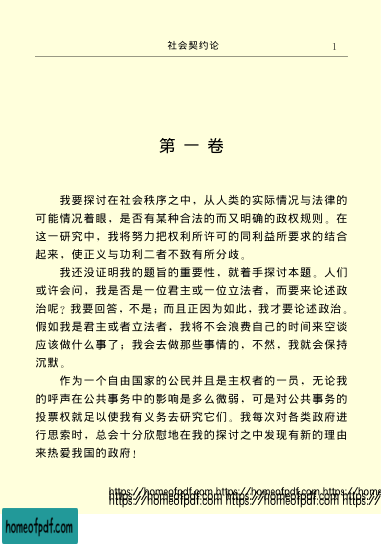 社会契约论 1
第一卷
我要探讨在社会秩序之中，从人类的实际情况与法律的
可能情况着眼，是否有某种合法的而又明确的政权规则。在
这一研究中，我将努力把权利所许可的同利益所要求的结合
起来，使正义与功利二者不致有所分歧。
我还没证明我的题旨的重要性，就着手探讨本题。人们
或许会问，我是否是一位君主或一位立法者，而要来论述政
治呢？我要回答，不是；而且正因为如此，我才要论述政治。
假如我是君主或者立法者，我将不会浪费自己的时间来空谈
应该做什么事了；我会去做那些事情的，不然，我就会保持
沉默。
作为一个自由国家的公民并且是主权者的一员，无论我
的呼声在公共事务中的影响是多么微弱，可是对公共事务的
投票权就足以使我有义务去研究它们。我每次对各类政府进
行思索时，总会十分欣慰地在我的探讨之中发现有新的理由
来热爱我国的政府！
https://homeofpdf.com https://homeofpdf.com https://home
https://homeofpdf.com https://homeofpdf.com https://
homeofpdf.com